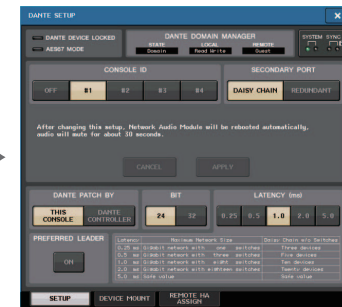 DANTE SETUP
DANTE DEVICE LOCKED
AES67 MODE
DANTE DOMAIN MANAGER
STATE LOCAL REMOTE
Domain Read Write Guest
SYSTEM SYNC
CONSOLE ID
OFF #1 #2 #3 #4
SECONDARY PORT
DAISY CHAIN REDUNDANT
After changing this setup, Network Audio Module will be rebooted automatically,
audio will mute for about 30 seconds.
CANCEL APPLY
DANTE PATCH BY
THIS CONSOLE
DANTE CONTROLLER
BIT
24 32
LATENCY (ms)
0.25 0.5 1.0 2.0 5.0
PREFERRED LEADER
ON
Latency Maximum Network Size Daisy Chain w/o Switches
0.25 ms Gigabit network with one switches Three devices
0.5 ms Gigabit network with three switches Five devices
1.0 ms Gigabit network with eight switches Ten devices
2.0 ms Gigabit network with eighteen switches Twenty devices
5.0 ms Safe value Safe value
SETUP DEVICE MOUNT REMOTE HA ASSIGN